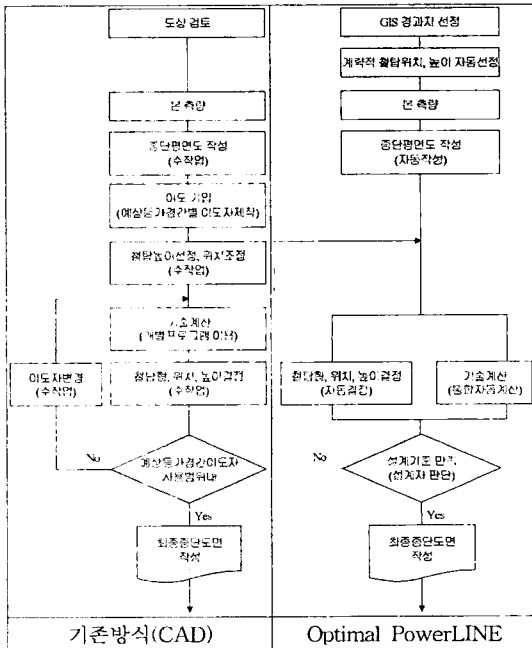 도상 검토
본 측량
종단평면도 작성
(수작업)
이도 기입
(예상등가경간별 이도자제작)
철탑높이선정, 위치조정
(수작업)
기술계산
(개별프로그램 이용)
이도자변경
(수작업)
철탑형, 위치, 높이결정
(수작업)
No
예상등가경간이도자
사용범위내
Yes
최종종단도면
작성
기존방식(CAD)
GIS 경과지 선정
개략적 철탑위치, 높이 자동선정
본 측량
종단평면도 작성
(자동작성)
철탑형, 위치, 높이결정
(자동결정)
기술계산
(통합자동계산)
No
설계기준 만족
(설계자 판단)
Yes
최종종단도면
작성
Optimal PowerLINE